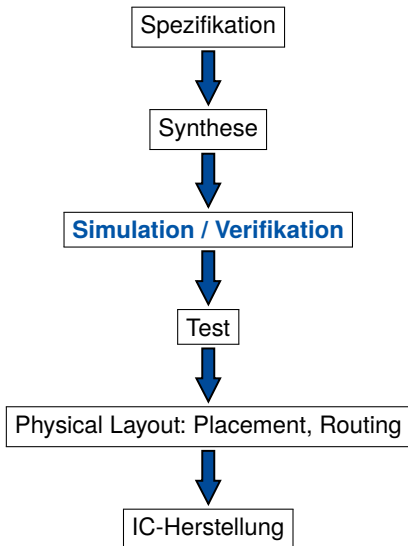 Spezifikation
Synthese
Simulation / Verifikation
Test
Physical Layout: Placement, Routing
IC-Herstellung